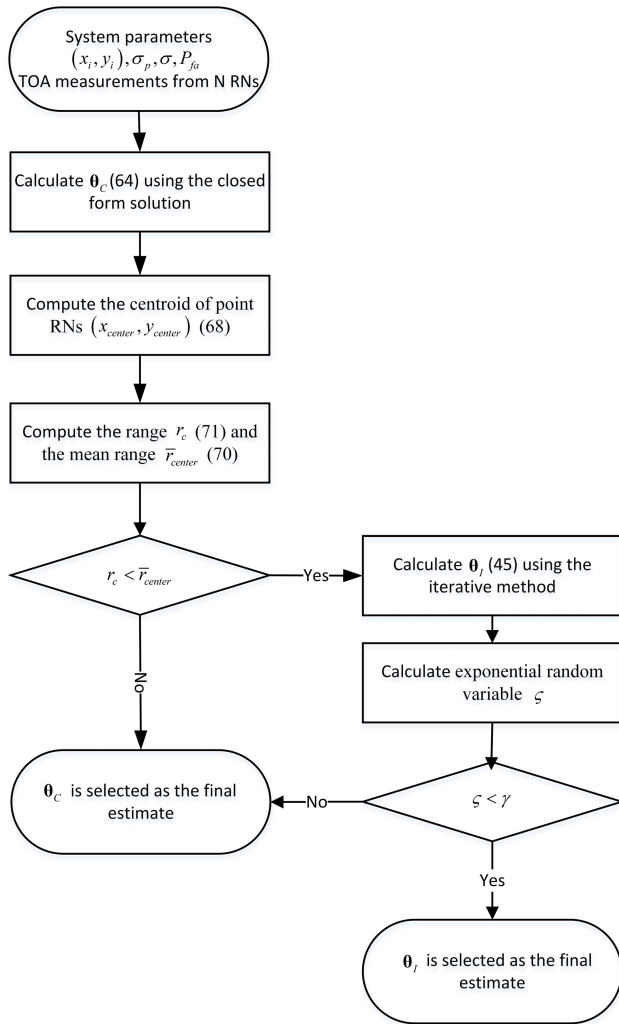 System parameters
(x_i, y_i), σ_p, σ, P_fa
TOA measurements from N RNs
Calculate θ_C (64) using the closed
form solution
Compute the centroid of point
RNs (x_center, y_center) (68)
Compute the range r_c (71) and
the mean range r̅_center (70)
r_c < r̅_center
Yes
Calculate θ_I (45) using the
iterative method
Calculate exponential random
variable ς
No
θ_C is selected as the final
estimate
No
ς < γ
Yes
θ_I is selected as the final
estimate